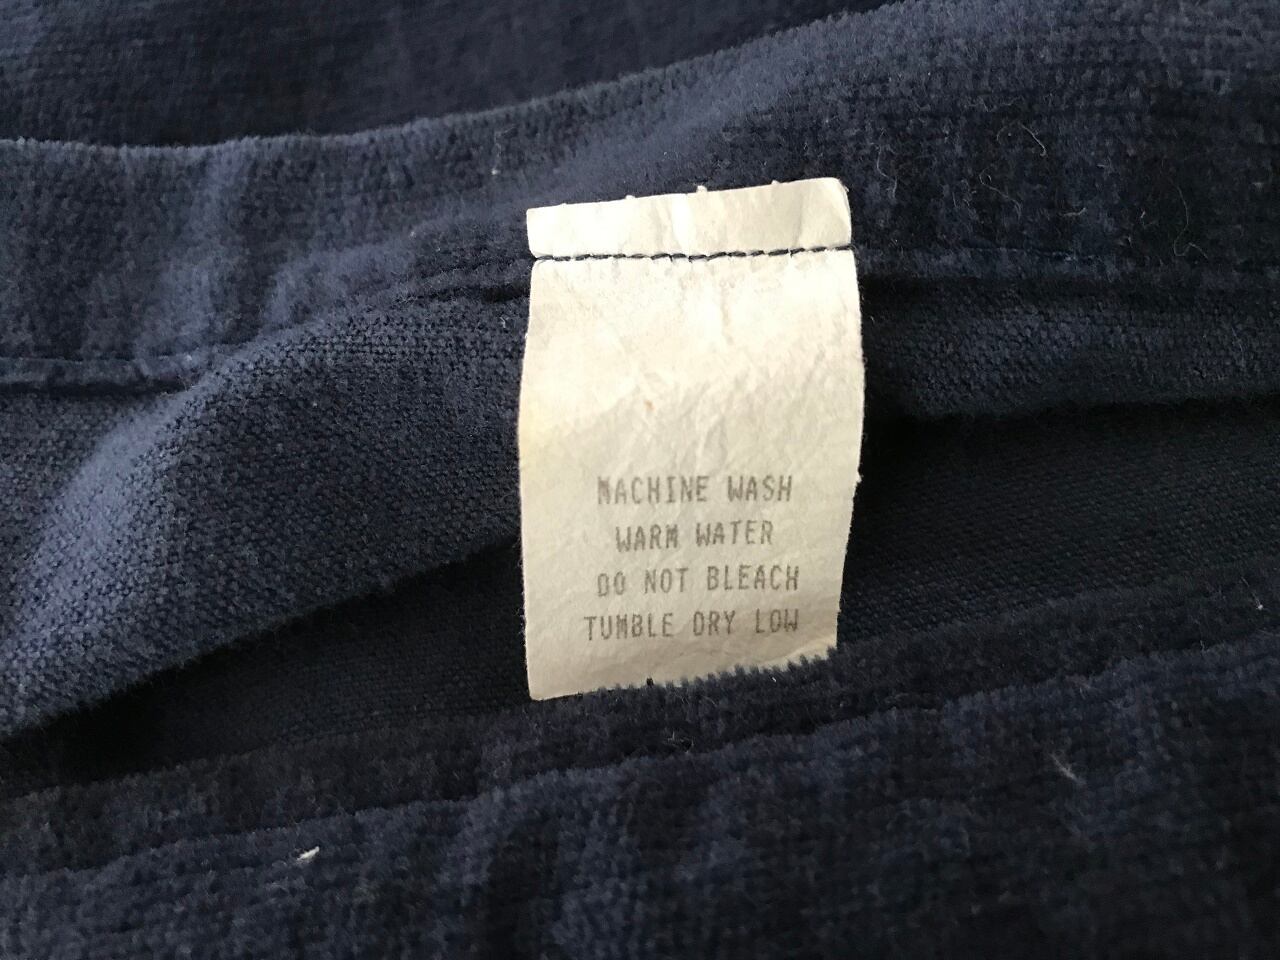 MACHINE WASH
WARM WATER
DO NOT BLEACH
TUMBLE DRY LOW